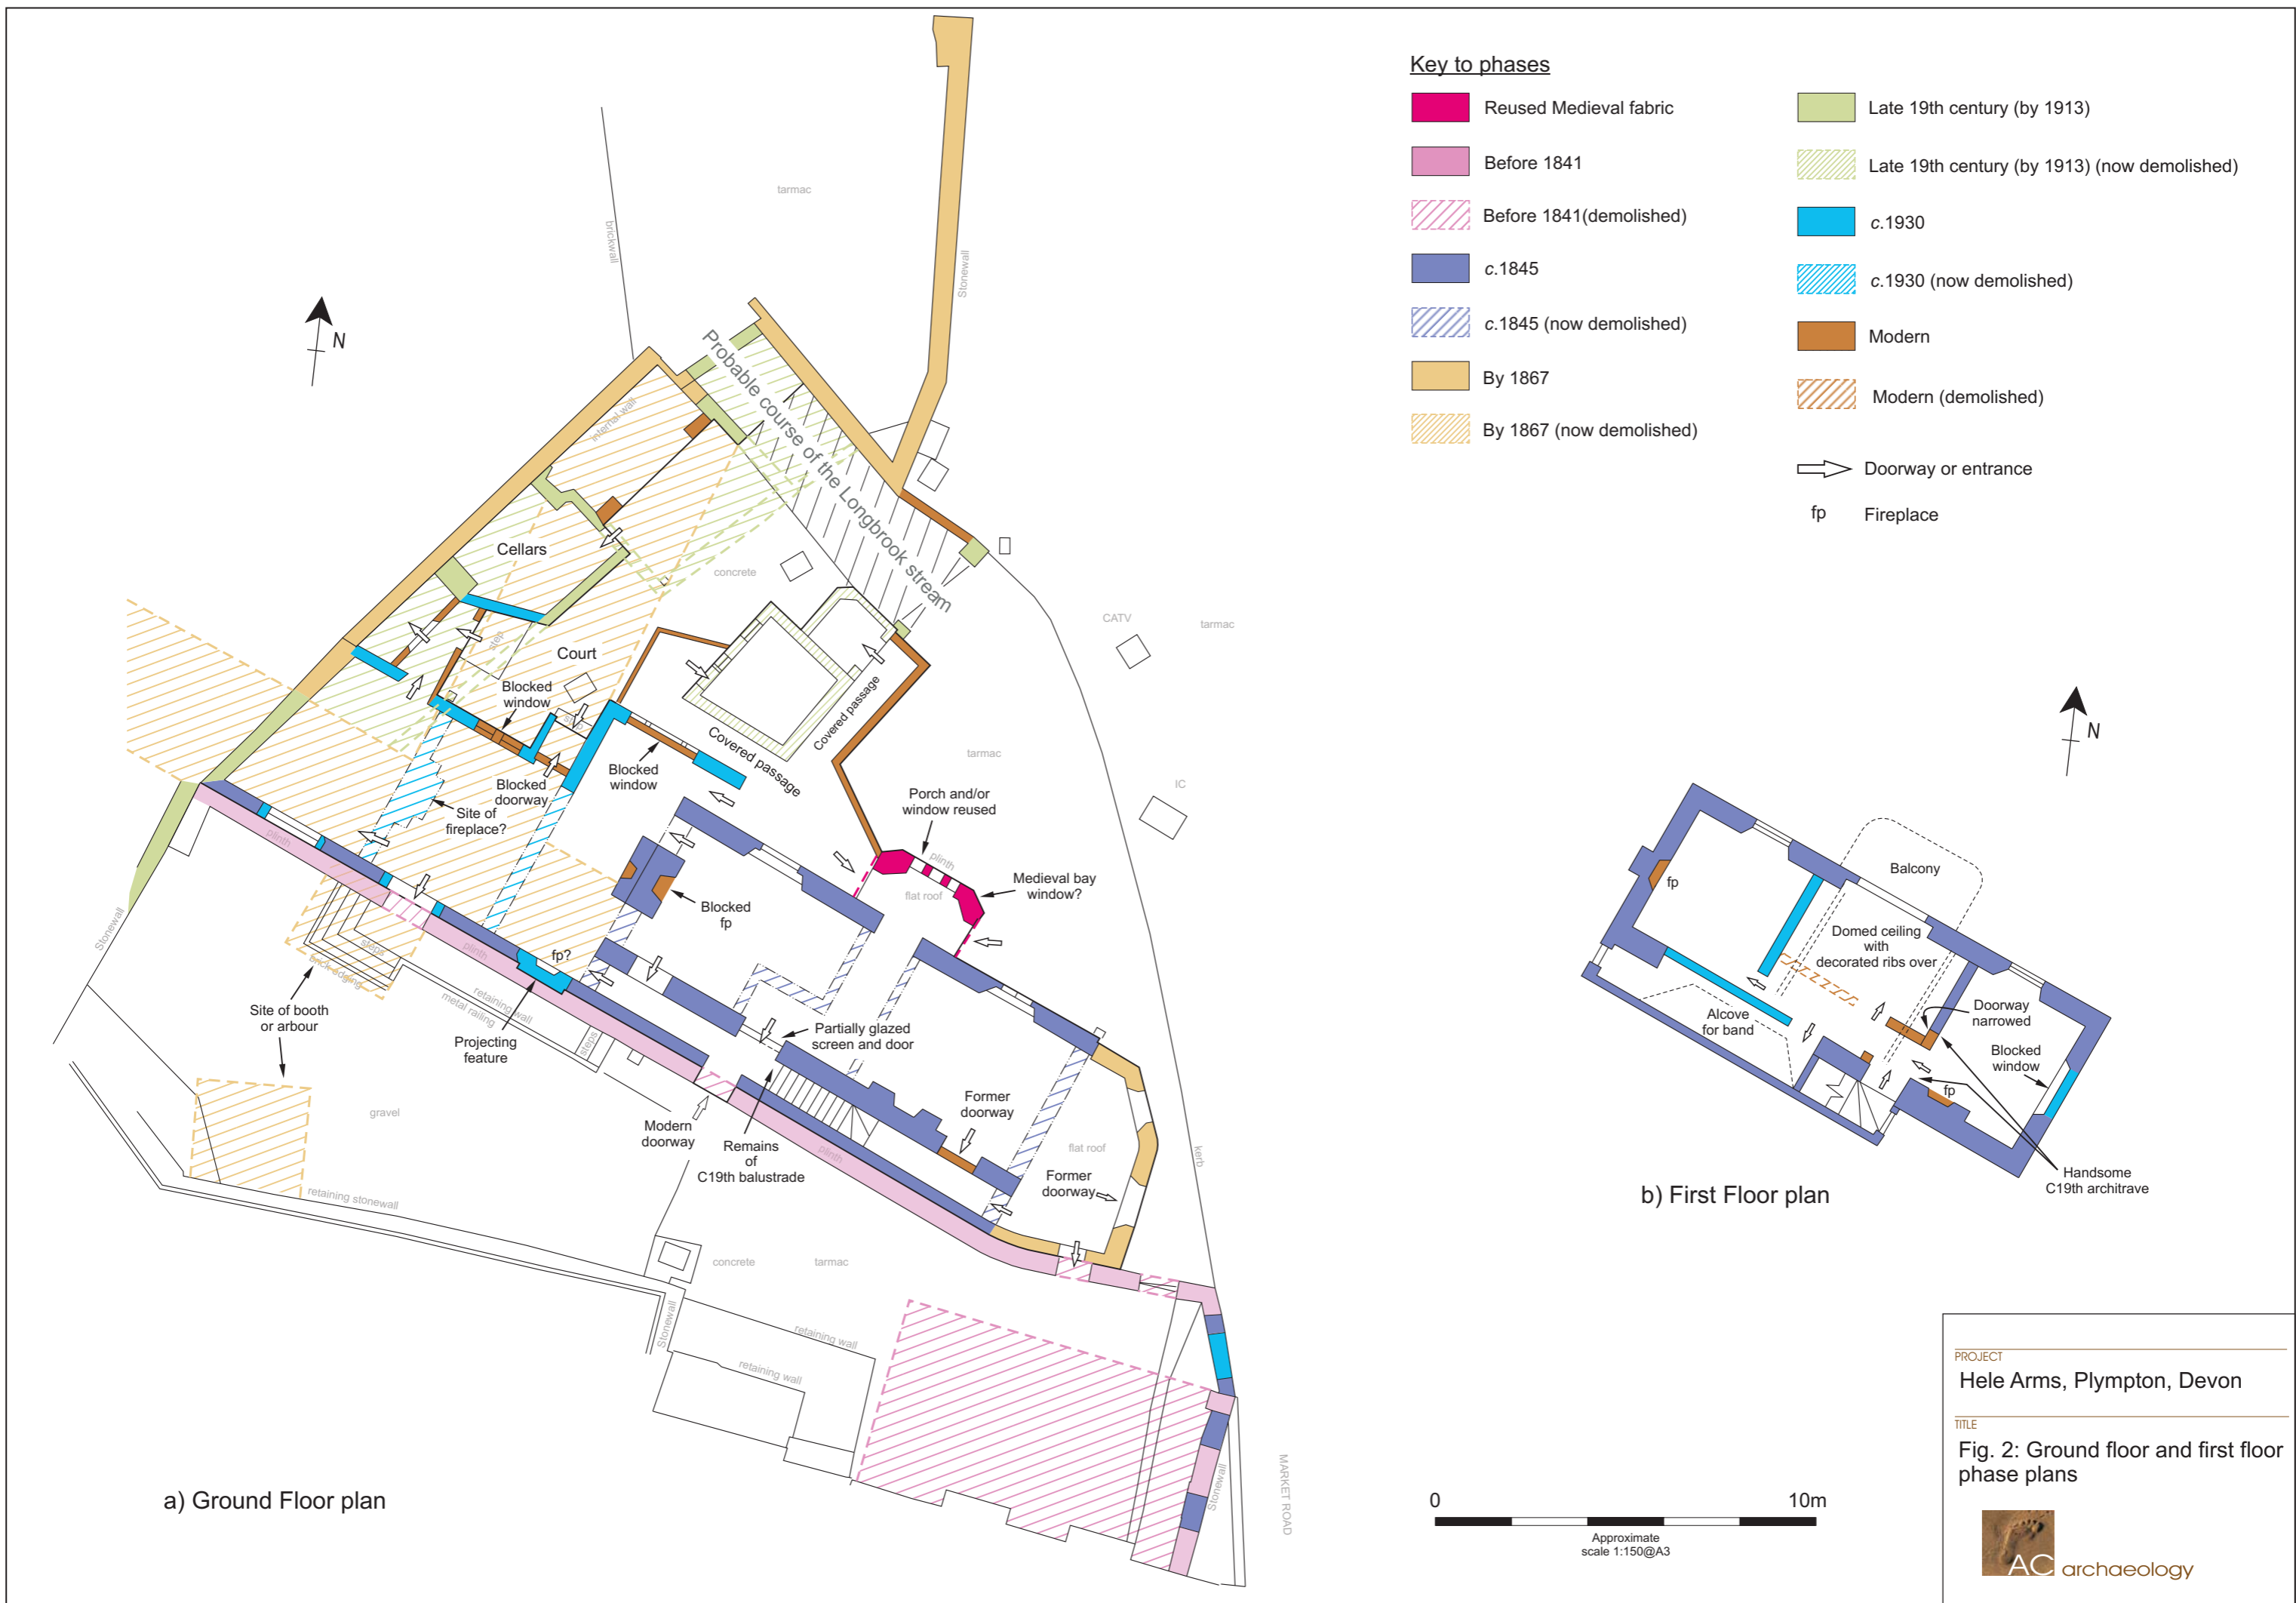 Key to phases
Reused Medieval fabric
Before 1841
Before 1841(demolished)
c.1845
c.1845 (now demolished)
By 1867
By 1867 (now demolished)
Late 19th century (by 1913)
Late 19th century (by 1913) (now demolished)
c.1930
c.1930 (now demolished)
Modern
Modern (demolished)
Doorway or entrance
fp
Fireplace
tarmac
brickwall
Stonewall
N
Probable course of the Longbrook stream
internal wall
Cellars
concrete
CATV
tarmac
step
Court
Blocked
window
step
Covered passage
Covered passage
tarmac
IC
Blocked
doorway
Blocked
window
Site of
fireplace?
Porch and/or
window reused
plinth
flat roof
Medieval bay
window?
plinth
Blocked
fp
fp?
plinth
steps
brick edging
retaining wall
metal railing
steps
Stonewall
Site of booth
or arbour
Projecting
feature
Partially glazed
screen and door
gravel
Modern
doorway
Remains
of
C19th balustrade
plinth
Former
doorway
flat roof
Former
doorway
kerb
retaining stonewall
concrete
tarmac
Stonewall
retaining wall
retaining wall
Stonewall
MARKET ROAD
a) Ground Floor plan
N
fp
Balcony
Domed ceiling
with
decorated ribs over
Alcove
for band
Doorway
narrowed
Blocked
window
fp
Handsome
C19th architrave
b) First Floor plan
0
10m
Approximate
scale 1:150@A3
PROJECT
Hele Arms, Plympton, Devon
TITLE
Fig. 2: Ground floor and first floor
phase plans
AC archaeology